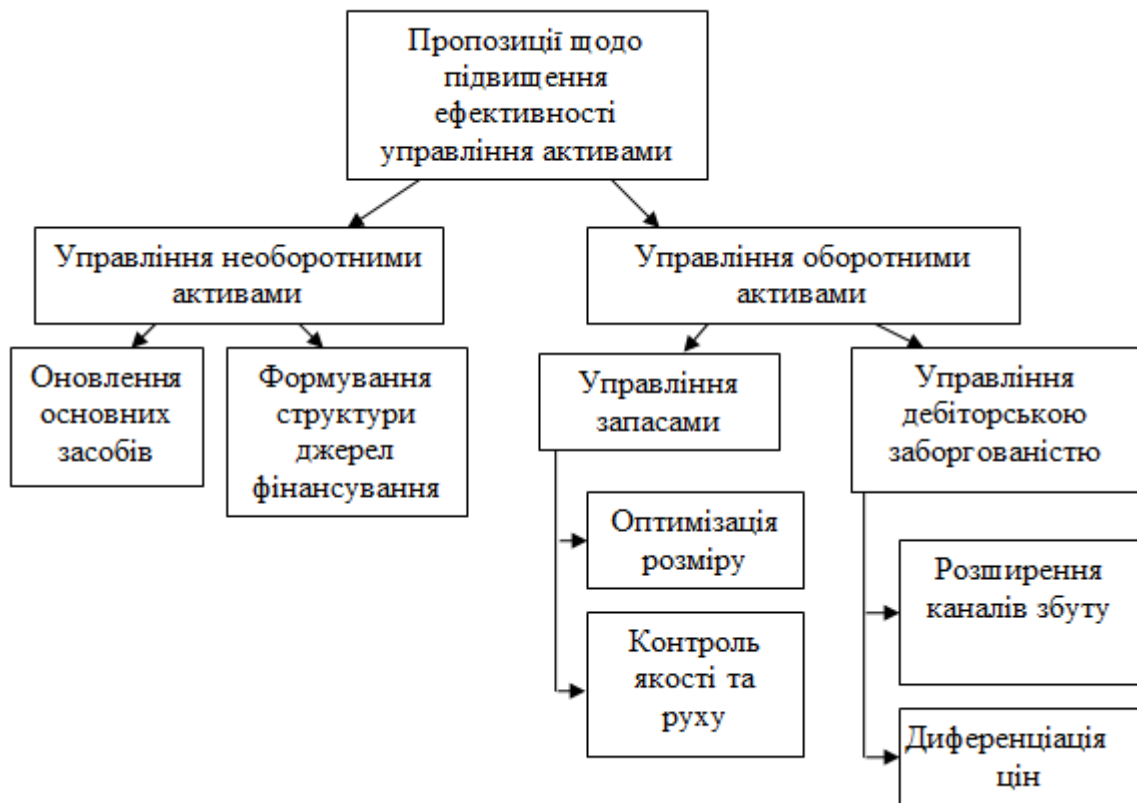 Пропозиції щодо
підвищення
ефективності
управління активами
Управління необоротними
активами
Управління оборотними
активами
Оновлення
основних
засобів
Формування
структури
джерел
фінансування
Управління
запасами
Управління
дебіторською
заборгованістю
Оптимізація
розміру
Контроль
якості та
руху
Розширення
каналів збуту
Диференціація
цін